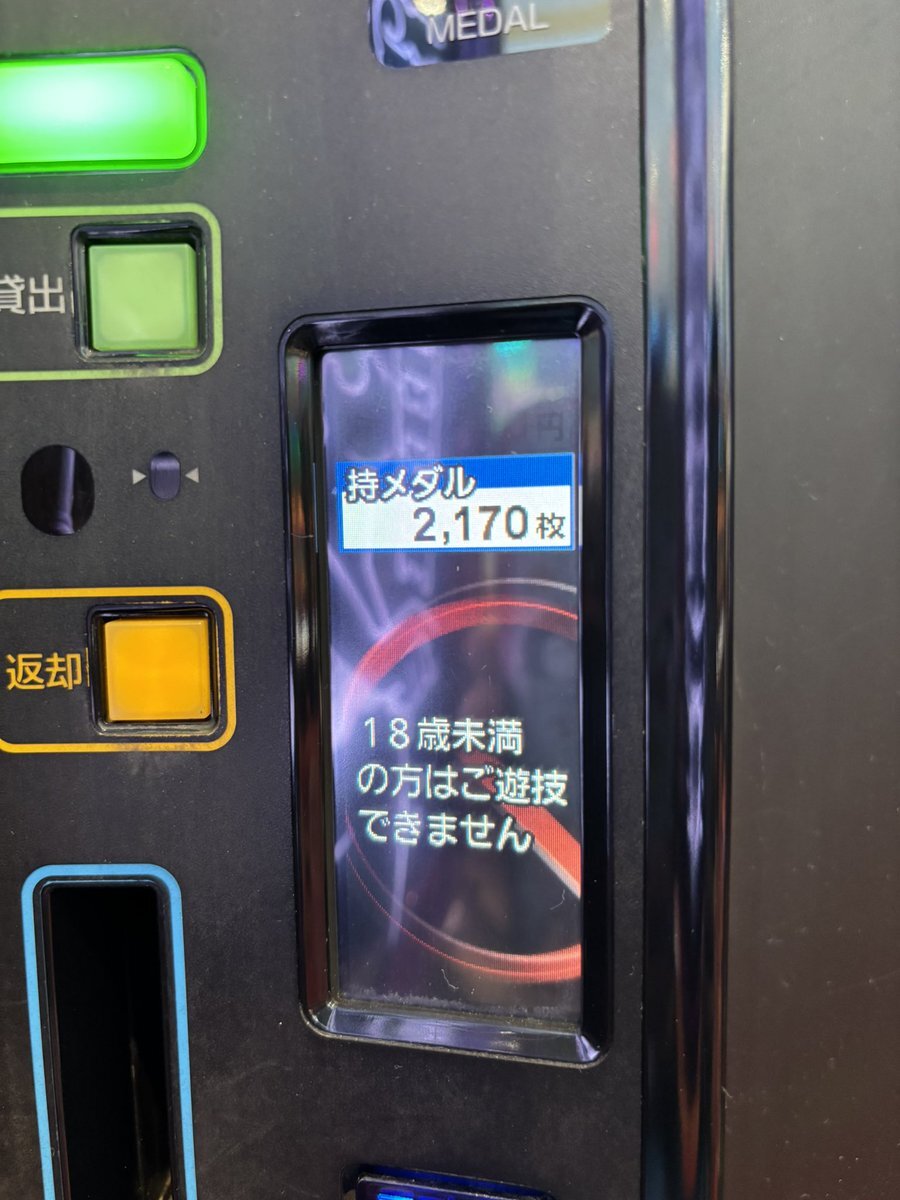 MEDAL
貸出
円
持メダル
2,170枚
返却
18歳未満
の方はご遊技
できません